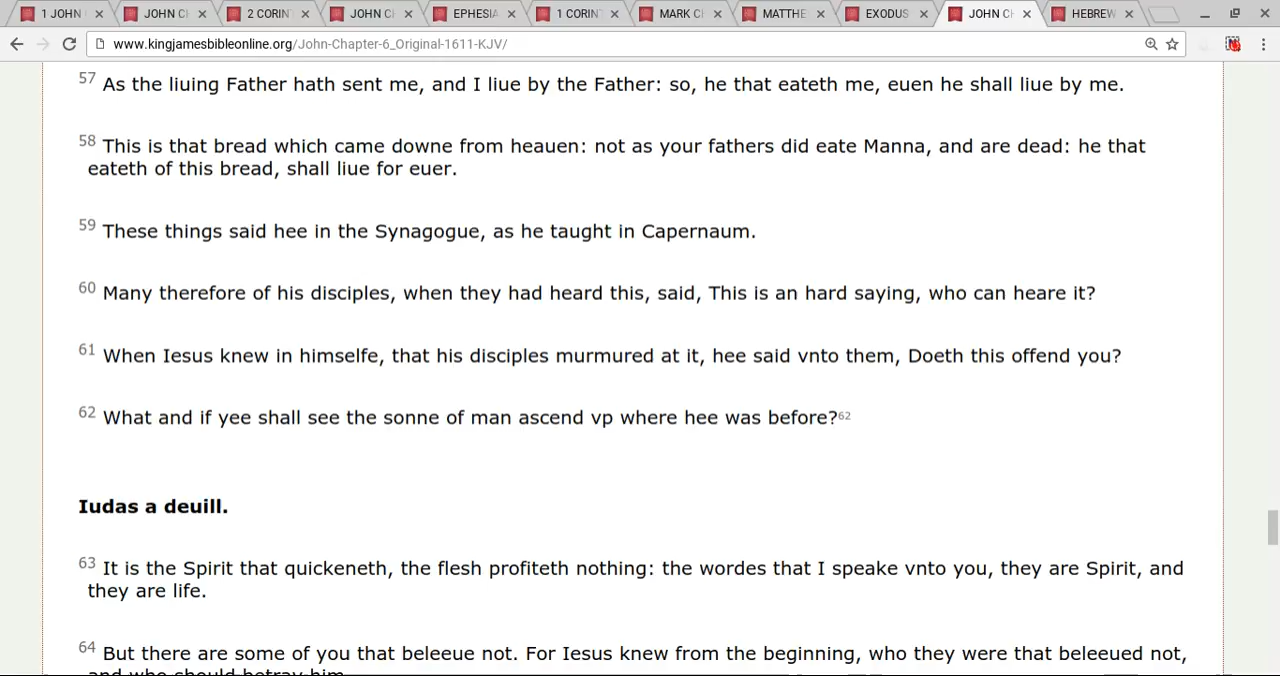 1 JOHN
JOHN C
2 CORIN
JOHN C
EPHESIA
1 CORIN
MARK C
MATTHE
EXODUS
JOHN C
HEBREW
www.kingjamesbibleonline.org/John-Chapter-6_Original-1611-KJV/
57 As the liuing Father hath sent me, and I liue by the Father: so, he that eateth me, euen he shall liue by me.
58 This is that bread which came downe from heauen: not as your fathers did eate Manna, and are dead: he that
eateth of this bread, shall liue for euer.
59 These things said hee in the Synagogue, as he taught in Capernaum.
60 Many therefore of his disciples, when they had heard this, said, This is an hard saying, who can heare it?
61 When Iesus knew in himselfe, that his disciples murmured at it, hee said vnto them, Doeth this offend you?
62 What and if yee shall see the sonne of man ascend vp where hee was before?62
Iudas a deuill.
63 It is the Spirit that quickeneth, the flesh profiteth nothing: the wordes that I speake vnto you, they are Spirit, and
they are life.
64 But there are some of you that beleeue not. For Iesus knew from the beginning, who they were that beleeued not,
and who should betray him.